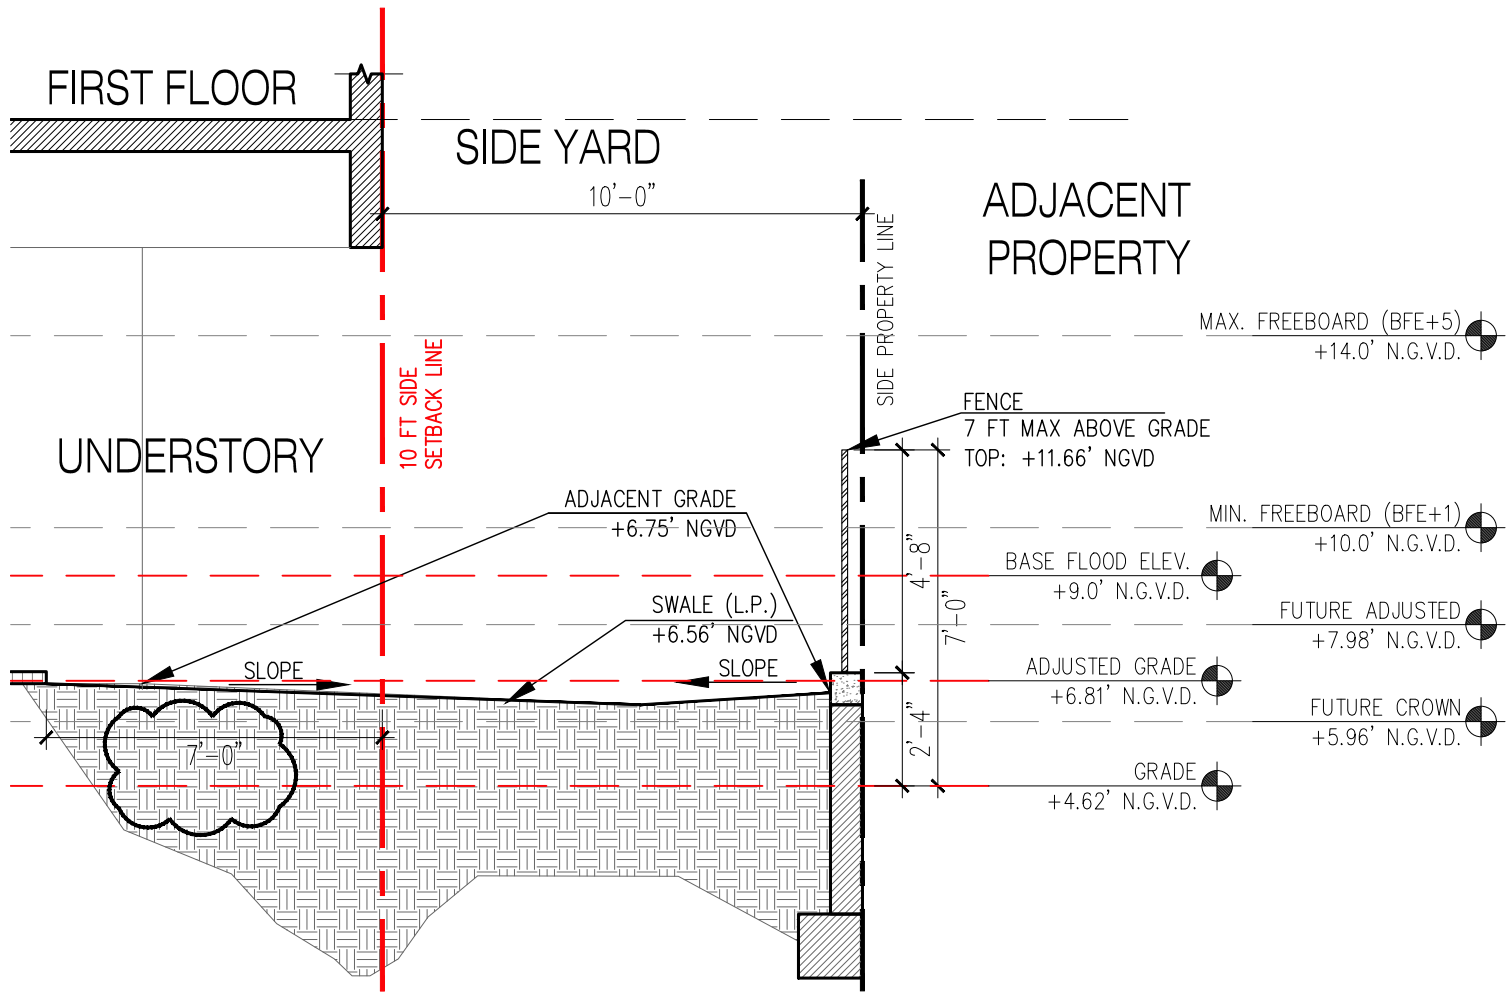 FIRST FLOOR
SIDE YARD
10'-0"
ADJACENT
PROPERTY
SIDE PROPERTY LINE
MAX. FREEBOARD (BFE+5)
+14.0' N.G.V.D.
10 FT SIDE
SETBACK LINE
FENCE
7 FT MAX ABOVE GRADE
TOP: +11.66' NGVD
UNDERSTORY
ADJACENT GRADE
+6.75' NGVD
MIN. FREEBOARD (BFE+1)
+10.0' N.G.V.D.
4'-8"
BASE FLOOD ELEV.
+9.0' N.G.V.D.
7'-0"
SWALE (L.P.)
+6.56' NGVD
FUTURE ADJUSTED
+7.98' N.G.V.D.
SLOPE
SLOPE
ADJUSTED GRADE
+6.81' N.G.V.D.
2'-4"
FUTURE CROWN
+5.96' N.G.V.D.
7'-0"
GRADE
+4.62' N.G.V.D.